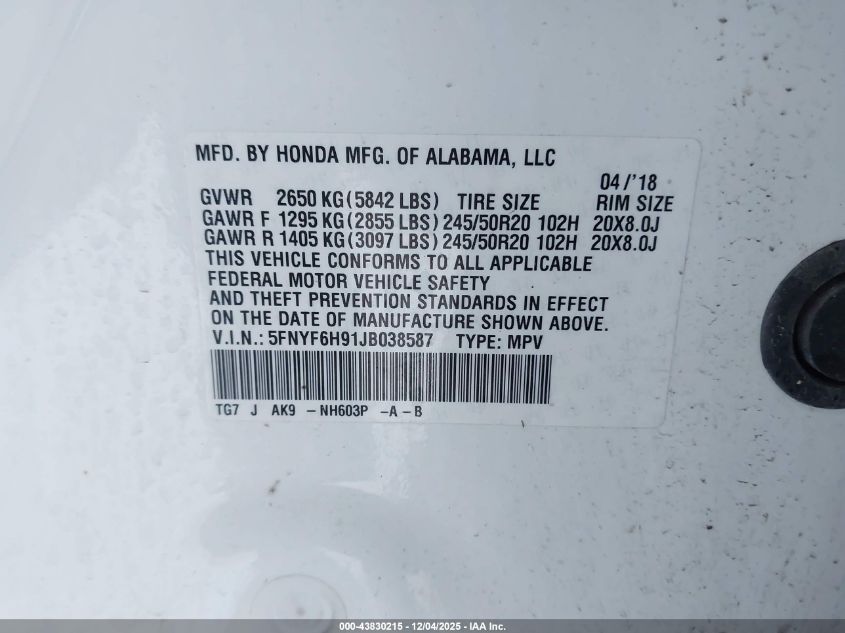 MFD. BY HONDA MFG. OF ALABAMA, LLC
04/'18
GVWR 2650 KG(5842 LBS) TIRE SIZE RIM SIZE
GAWR F 1295 KG(2855 LBS) 245/50R20 102H 20X8.0J
GAWR R 1405 KG(3097 LBS) 245/50R20 102H 20X8.0J
THIS VEHICLE CONFORMS TO ALL APPLICABLE
FEDERAL MOTOR VEHICLE SAFETY
AND THEFT PREVENTION STANDARDS IN EFFECT
ON THE DATE OF MANUFACTURE SHOWN ABOVE.
V.I.N.: 5FNYF6H91JB038587 TYPE: MPV
TG7 J AK9 - NH603P -A-B
000-43830215 - 12/04/2025 - IAA Inc.